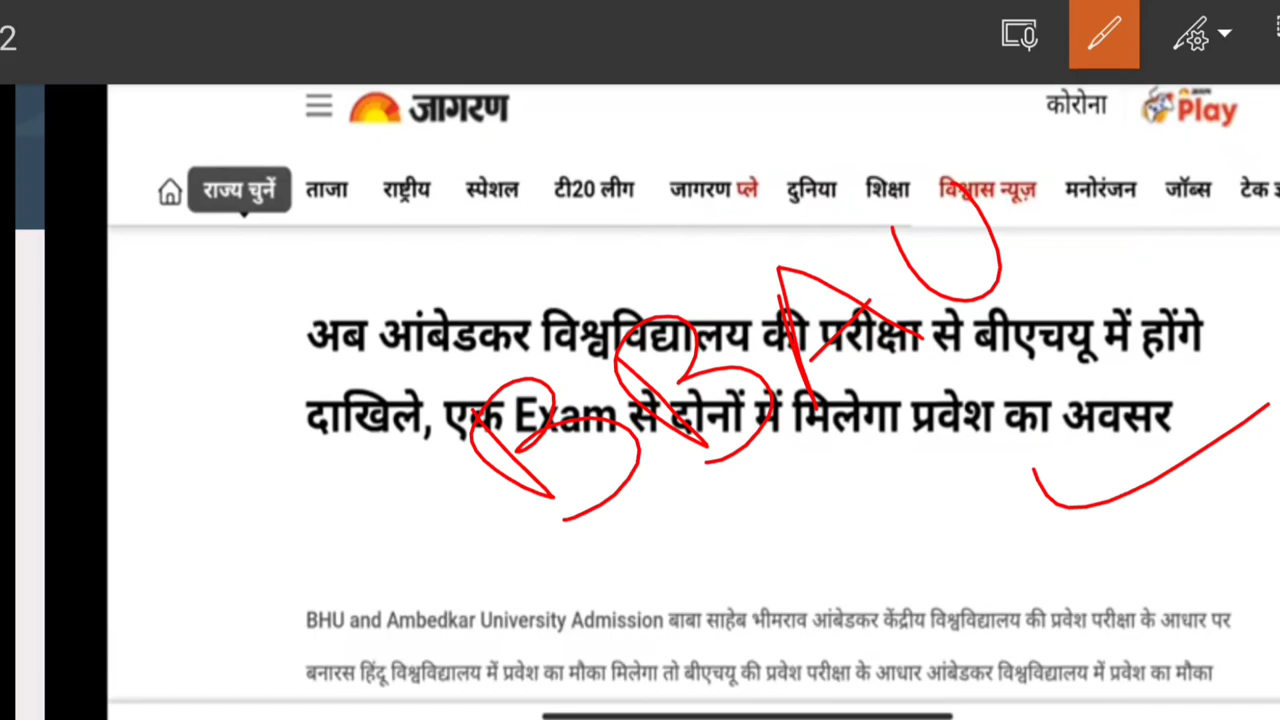 2
जागरण
कोरोना
Play
राज्य चुनें ताजा राष्ट्रीय स्पेशल टी20 लीग जागरण प्ले दुनिया शिक्षा विश्वास न्यूज़ मनोरंजन जॉब्स टेक
BBAU
अब आंबेडकर विश्वविद्यालय की परीक्षा से बीएचयू में होंगे
दाखिले, एक Exam से दोनों में मिलेगा प्रवेश का अवसर
BHU and Ambedkar University Admission बाबा साहेब भीमराव आंबेडकर केंद्रीय विश्वविद्यालय की प्रवेश परीक्षा के आधार पर
बनारस हिंदू विश्वविद्यालय में प्रवेश का मौका मिलेगा तो बीएचयू की प्रवेश परीक्षा के आधार आंबेडकर विश्वविद्यालय में प्रवेश का मौका